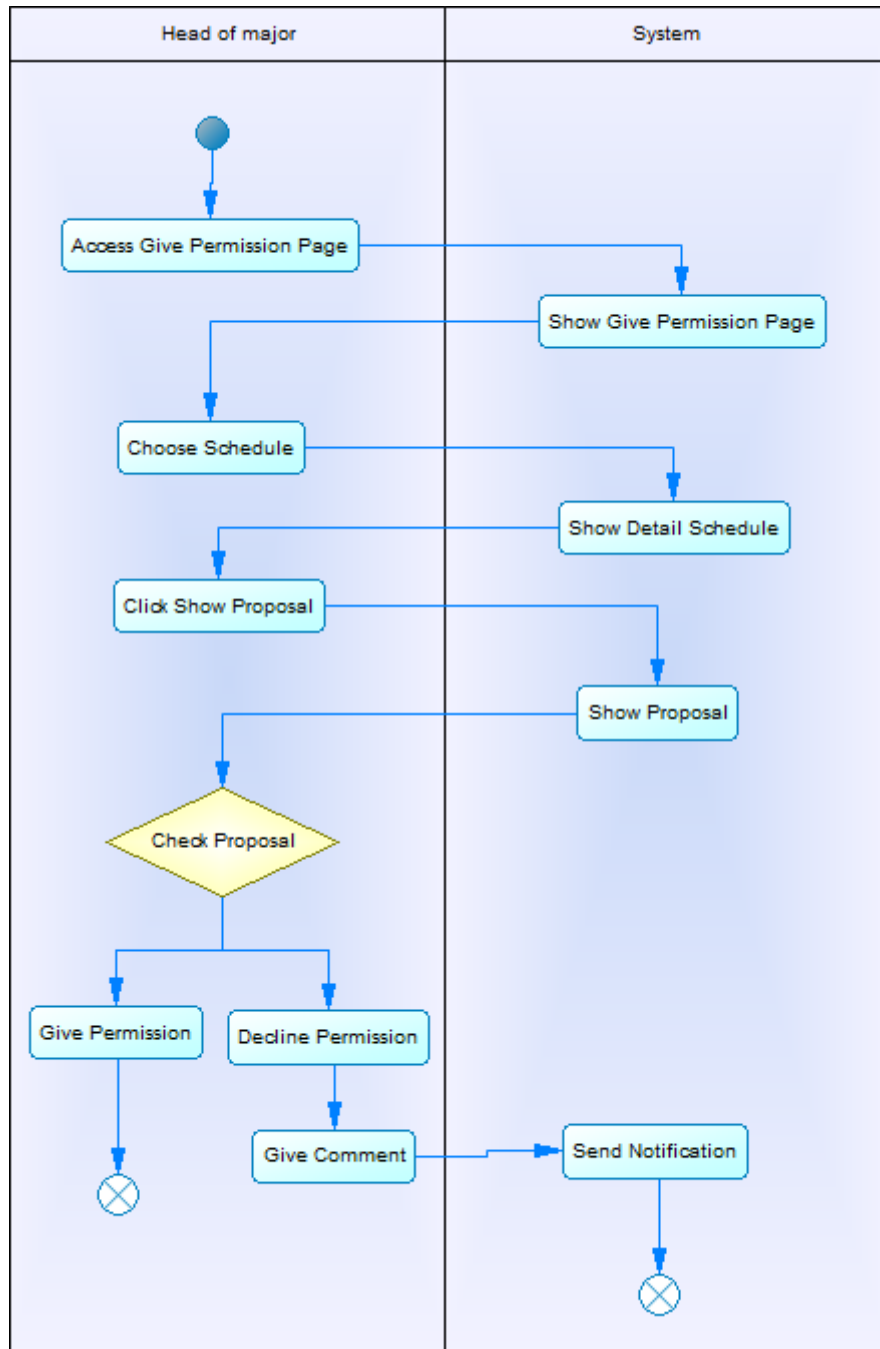 Head of major
System
Access Give Permission Page
Show Give Permission Page
Choose Schedule
Show Detail Schedule
Click Show Proposal
Show Proposal
Check Proposal
Give Permission
Decline Permission
Give Comment
Send Notification